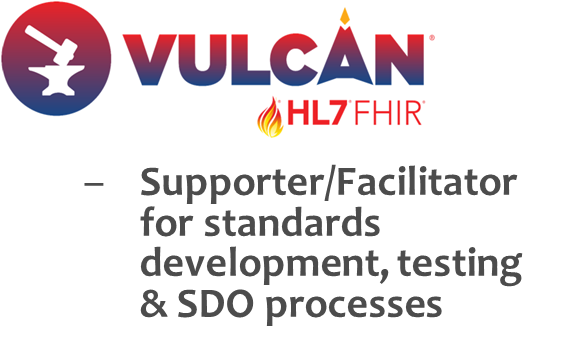 VULCAN®
HL7® FHIR®
– Supporter/Facilitator
for standards
development, testing
& SDO processes